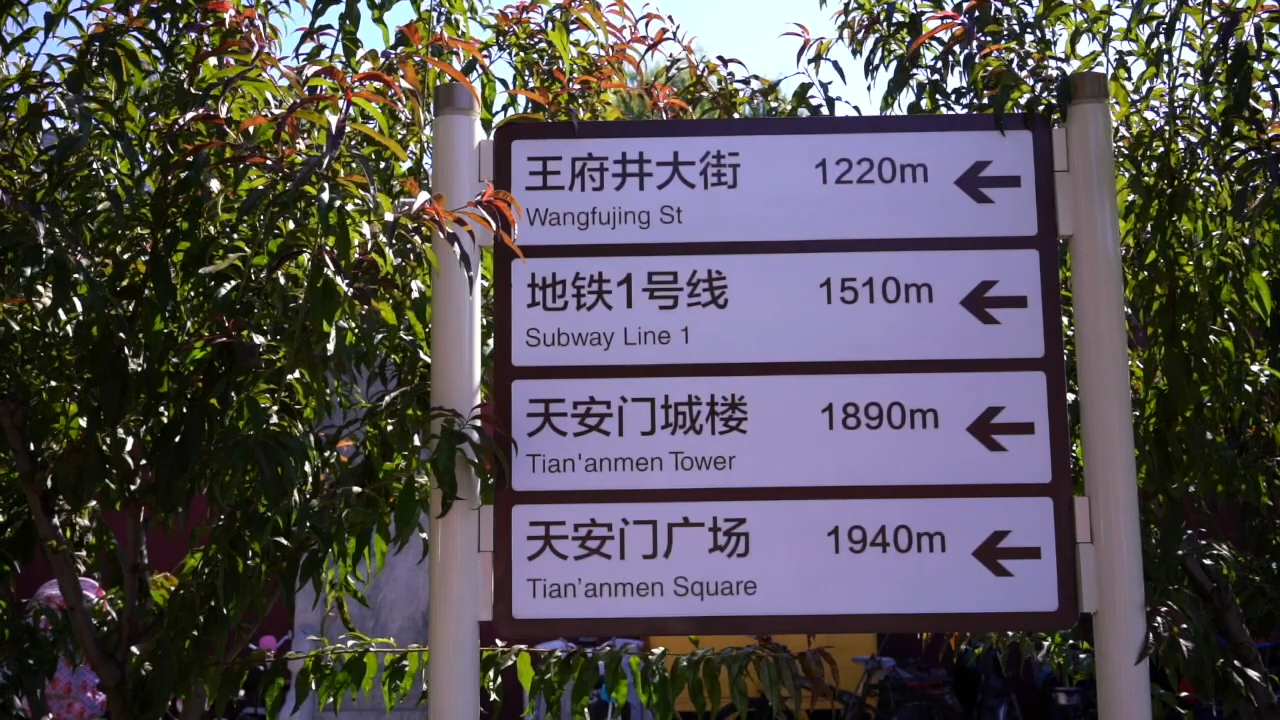 王府井大街 1220m
Wangfujing St
地铁1号线 1510m
Subway Line 1
天安门城楼 1890m
Tian'anmen Tower
天安门广场 1940m
Tian'anmen Square